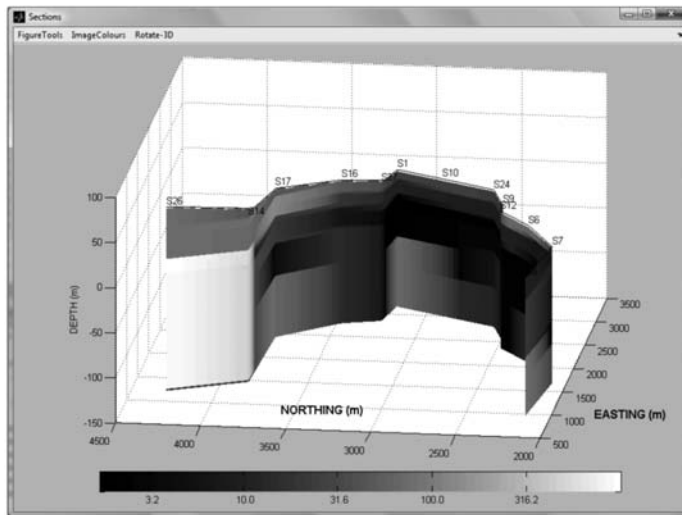 Sections
FigureTools ImageColours Rotate-3D
S1
S10
S17
S16
S24
S26
S14
S9
S12
S6
S7
100
50
0
-50
-100
-150
DEPTH (m)
4500
4000
3500
3000
2500
2000
NORTHING (m)
3500
3000
2500
2000
1500
1000
500
EASTING (m)
3.2 10.0 31.6 100.0 316.2